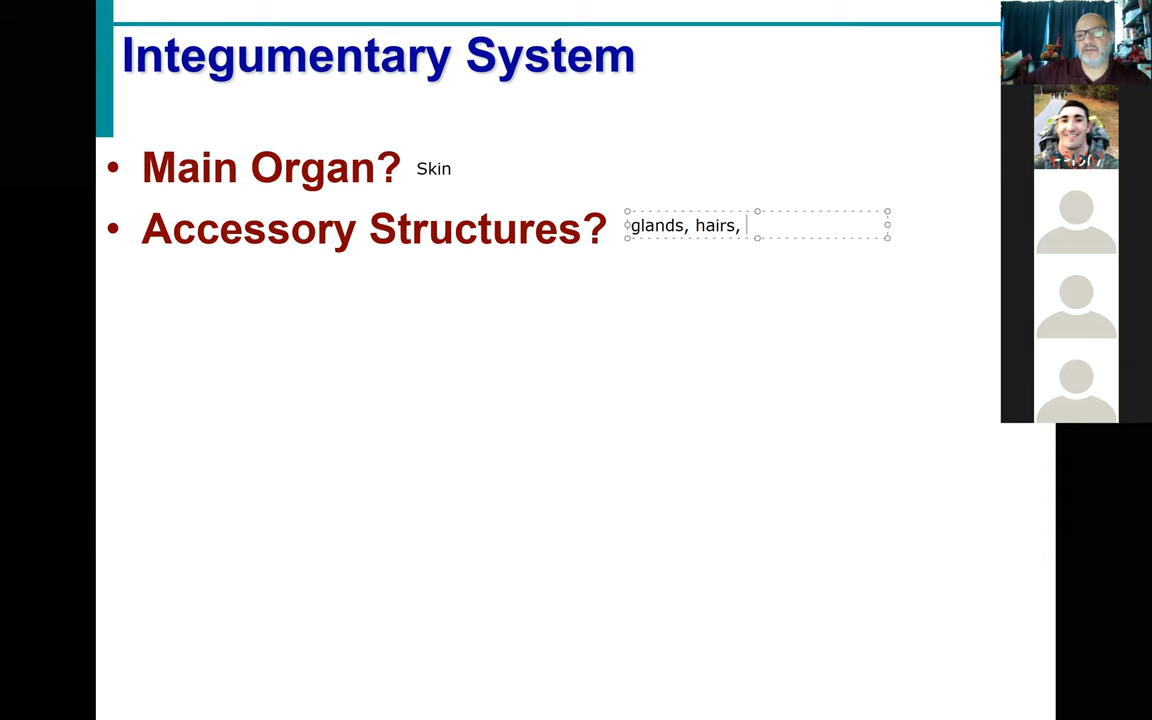 Integumentary System
• Main Organ? Skin
• Accessory Structures? glands, hairs,